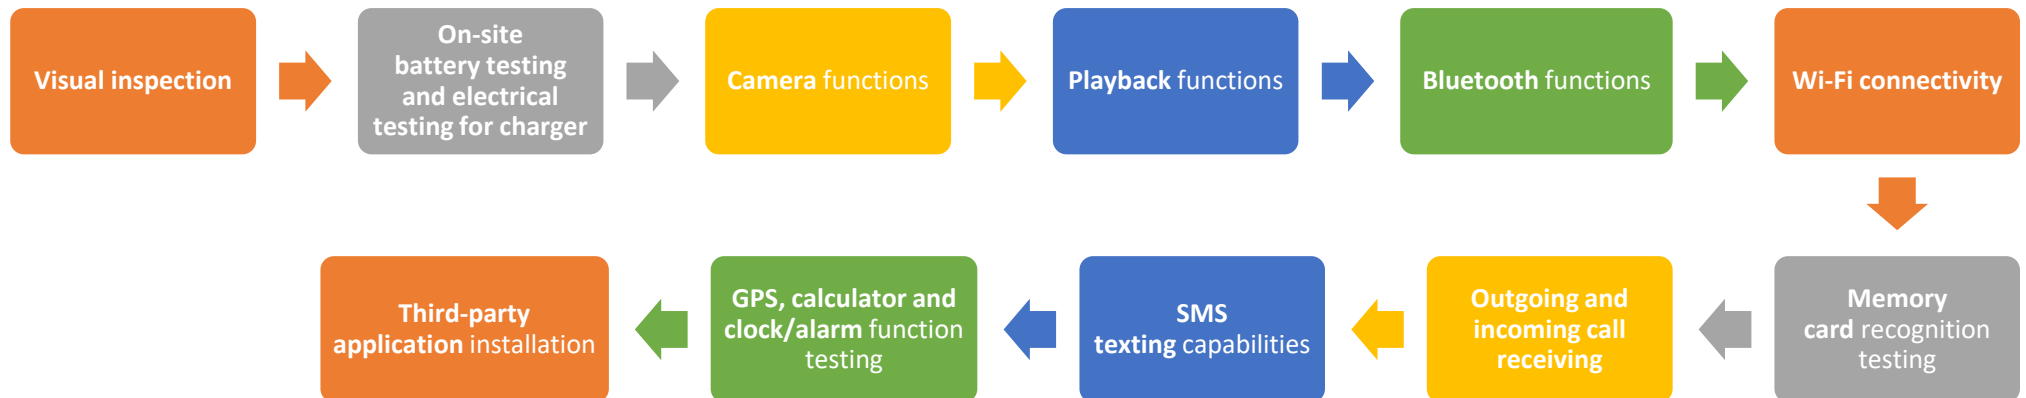 Visual inspection
On-site
battery testing
and electrical
testing for charger
Camera functions
Playback functions
Bluetooth functions
Wi-Fi connectivity
Memory
card recognition
testing
Outgoing and
incoming call
receiving
SMS
texting capabilities
GPS, calculator and
clock/alarm function
testing
Third-party
application installation